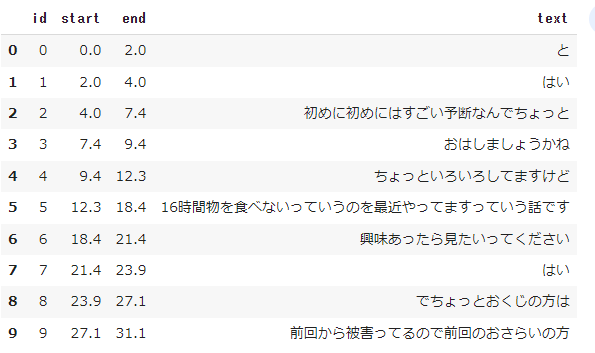 id start end text
0 0 0.0 2.0 と
1 1 2.0 4.0 はい
2 2 4.0 7.4 初めに初めにはすごい予断なんでちょっと
3 3 7.4 9.4 おはしましょうかね
4 4 9.4 12.3 ちょっといろいろしてますけど
5 5 12.3 18.4 16時間物を食べないっていうのを最近やってますっていう話です
6 6 18.4 21.4 興味あったら見たいってください
7 7 21.4 23.9 はい
8 8 23.9 27.1 でちょっとおくじの方は
9 9 27.1 31.1 前回から被害ってるので前回のおさらいの方